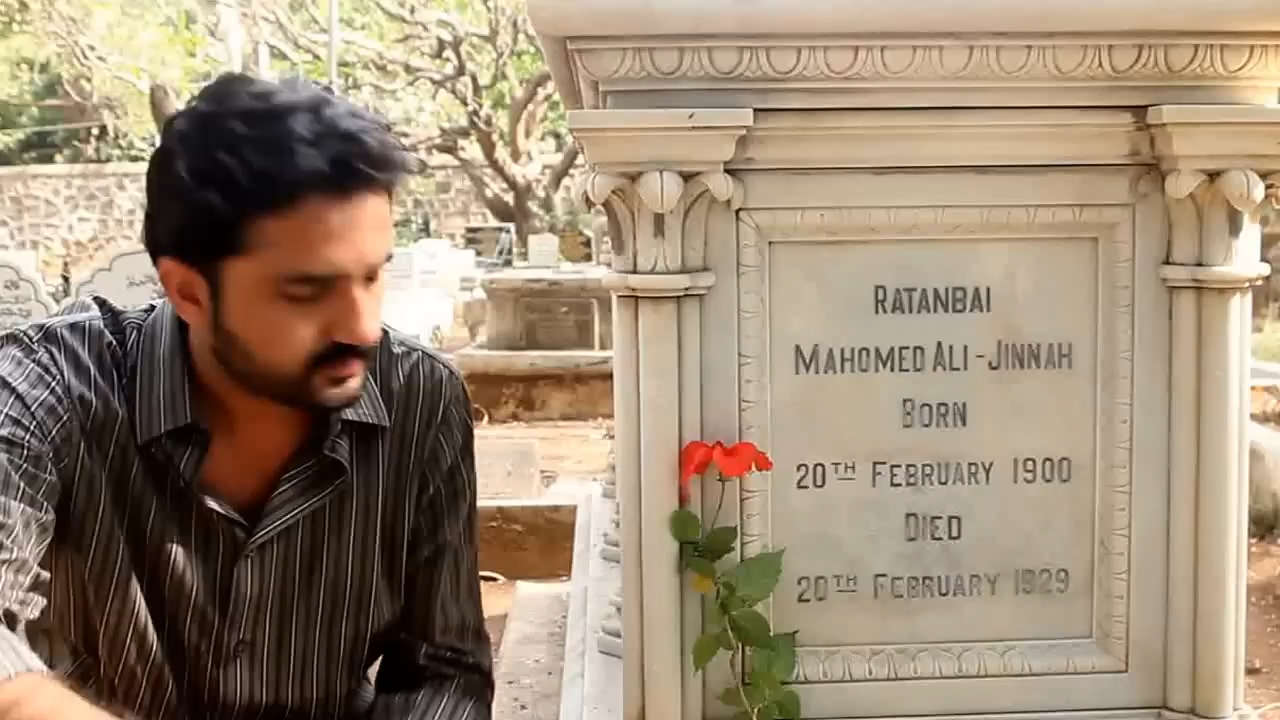 RATANBAI
MAHOMED ALI-JINNAH
BORN
20TH FEBRUARY 1900
DIED
20TH FEBRUARY 1929